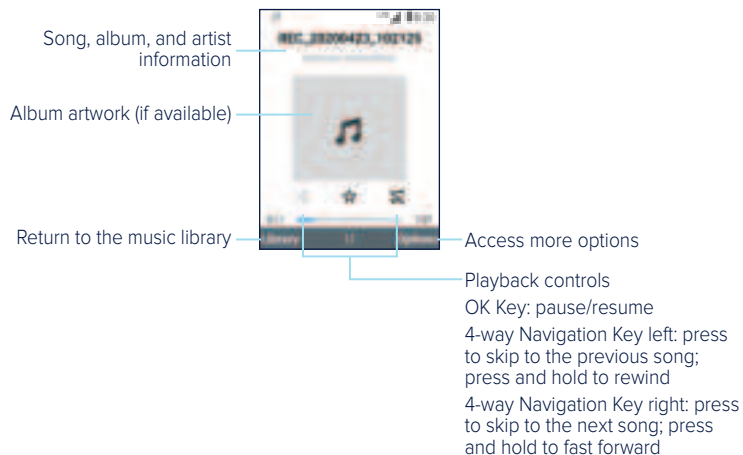 Song, album, and artist
information
REC_20200423_102125
Album artwork (if available)
Return to the music library
Library
Options
Access more options
Playback controls
OK Key: pause/resume
4-way Navigation Key left: press
to skip to the previous song;
press and hold to rewind
4-way Navigation Key right: press
to skip to the next song; press
and hold to fast forward